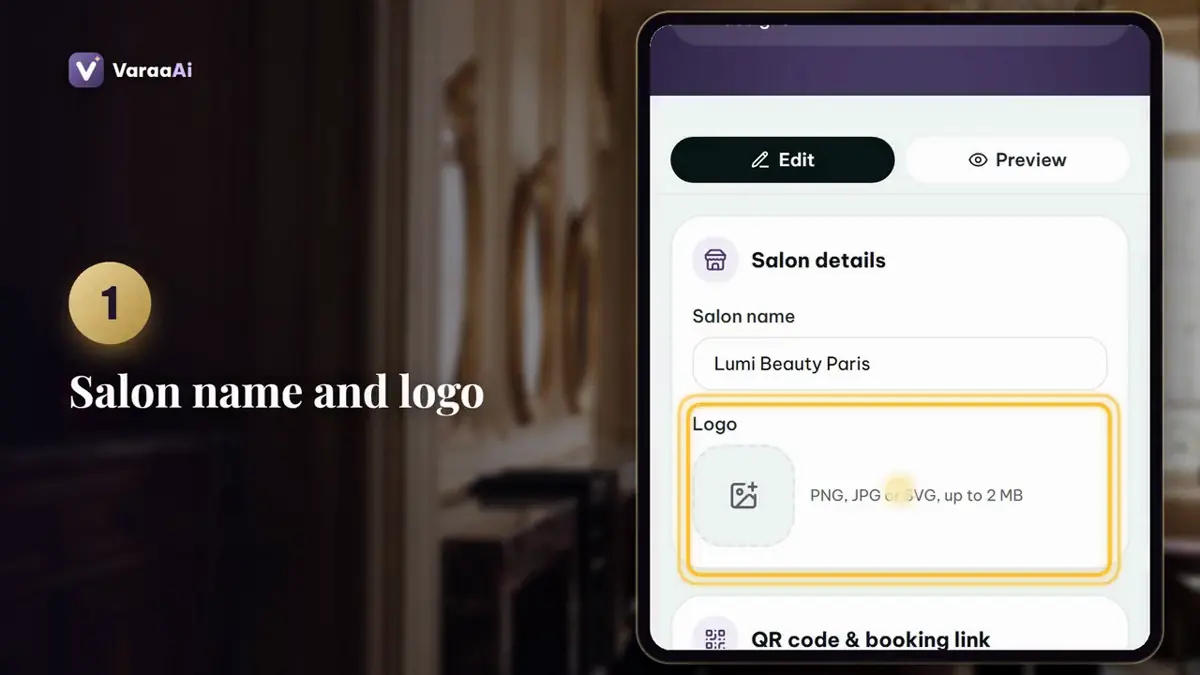 VaraaAi
1
Salon name and logo
Edit
Preview
Salon details
Salon name
Lumi Beauty Paris
Logo
PNG, JPG or SVG, up to 2 MB
QR code & booking link